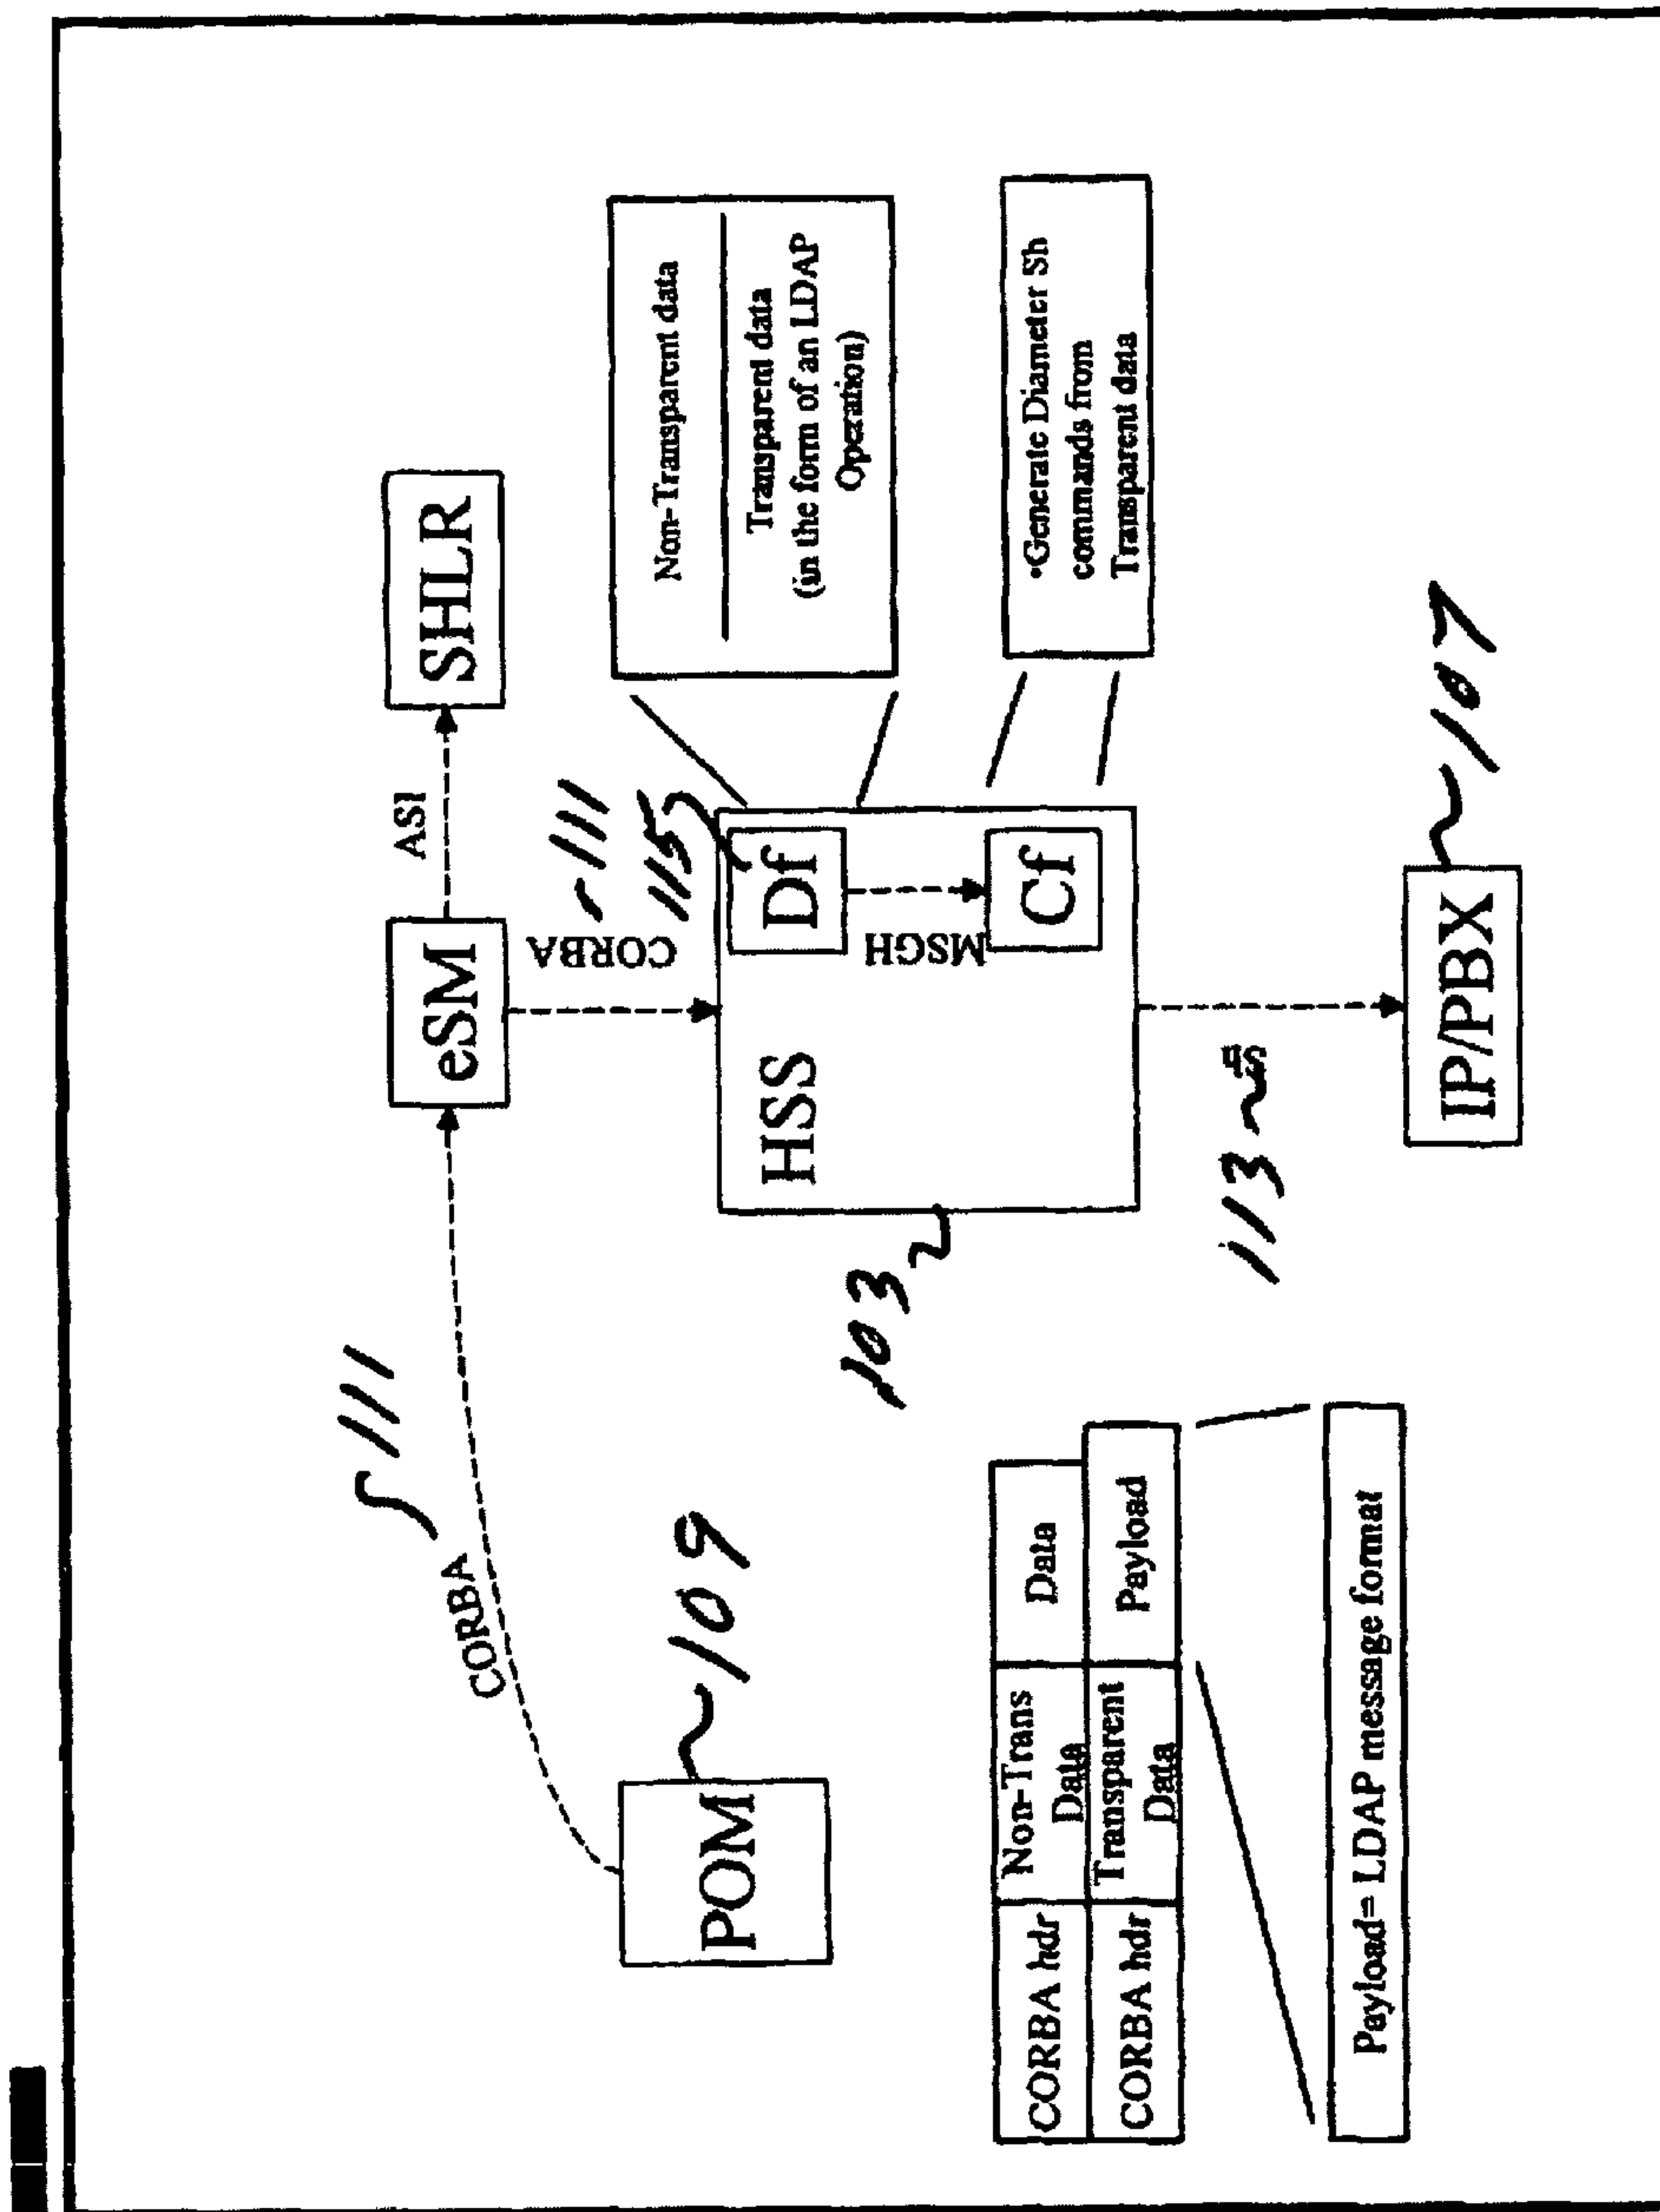 SHLR
ASI
eSM
111
CORBA
111
CORBA
115
Non-Transparent data
Transparent data
(in the form of an LDAP
Operation)
POM
109
HSS
Df
MSGH
Cf
103
•Generate Diameter Sh
commands from
Transparent data
113
Sh
IP/PBX
107
CORBA hdr
Non-Trans
Data
Data
CORBA hdr
Transparent
Data
Payload
Payload= LDAP message format